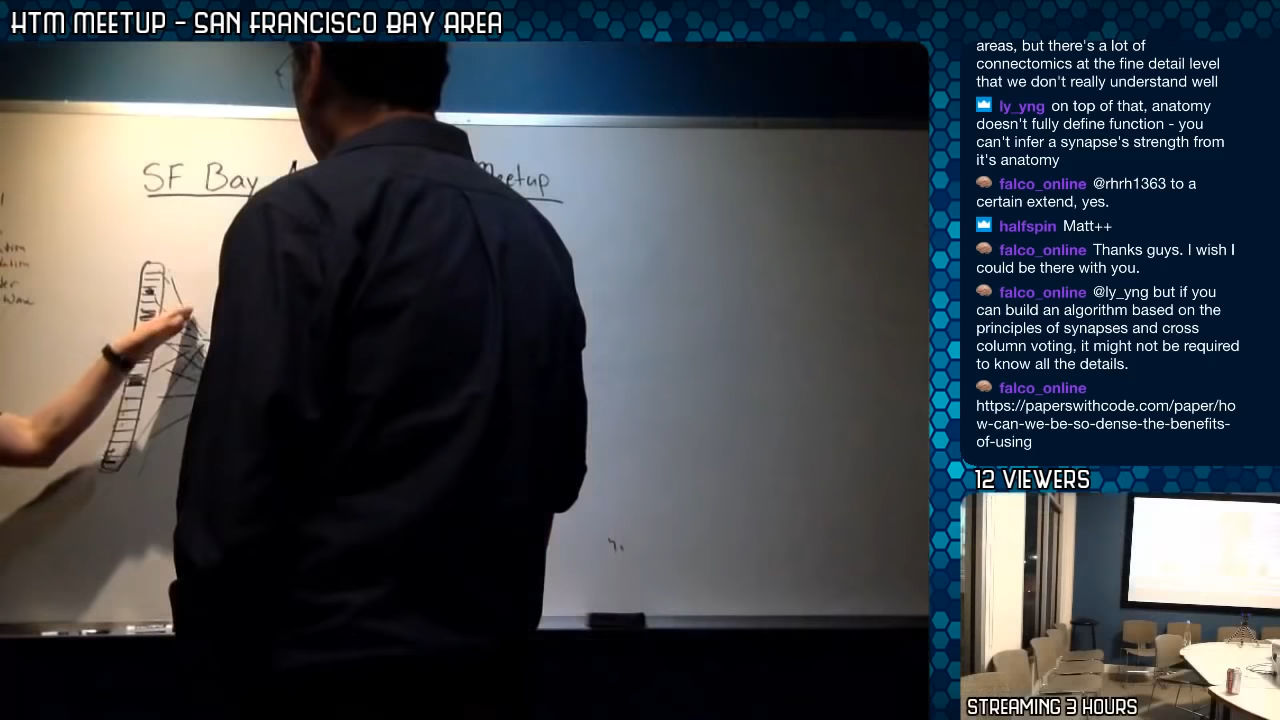 HTM MEETUP - SAN FRANCISCO BAY AREA
SF Bay
Meetup
areas, but there's a lot of
connectomics at the fine detail level
that we don't really understand well
ly_yng on top of that, anatomy
doesn't fully define function - you
can't infer a synapse's strength from
it's anatomy
falco_online @rhrh1363 to a
certain extend, yes.
halfspin Matt++
falco_online Thanks guys. I wish I
could be there with you.
falco_online @ly_yng but if you
can build an algorithm based on the
principles of synapses and cross
column voting, it might not be required
to know all the details.
falco_online
https://paperswithcode.com/paper/ho
w-can-we-be-so-dense-the-benefits-
of-using
12 VIEWERS
STREAMING 3 HOURS